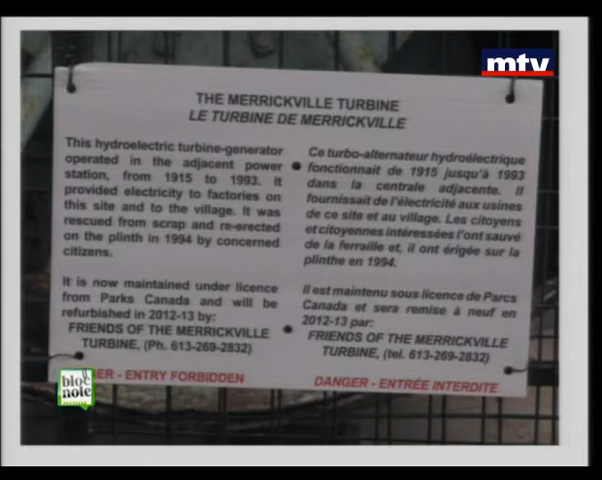 mtv
THE MERRICKVILLE TURBINE
LE TURBINE DE MERRICKVILLE
This hydroelectric turbine-generator
operated in the adjacent power
station, from 1915 to 1993. It
provided electricity to factories on
this site and to the village. It was
rescued from scrap and re-erected
on the plinth in 1994 by concerned
citizens.
It is now maintained under licence
from Parks Canada and will be
refurbished in 2012-13 by:
FRIENDS OF THE MERRICKVILLE
TURBINE, (Ph. 613-269-2832)
ER - ENTRY FORBIDDEN
Ce turbo-alternateur hydroélectrique
fonctionnait de 1915 jusqu'à 1993
dans la centrale adjacente. Il
fournissait de l'électricité aux usines
de ce site et au village. Les citoyens
et citoyennes intéressées l'ont sauvé
de la ferraille et, il ont érigée sur la
plinthe en 1994.
Il est maintenu sous licence de Parcs
Canada et sera remise à neuf en
2012-13 par:
FRIENDS OF THE MERRICKVILLE
TURBINE, (tel. 613-269-2832)
DANGER - ENTRÉE INTERDITE
bloc
note